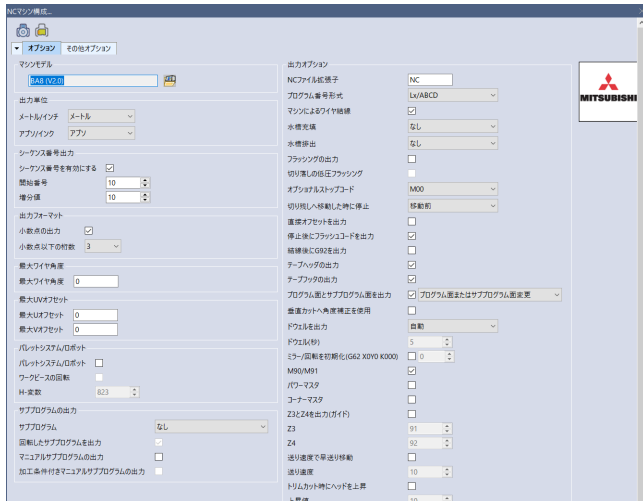 NCマシン構成...
オプション その他オプション
マシンモデル
BA8 (V2.0)
出力単位
メートル/インチ メートル
アブソ/インク アブソ
シーケンス番号出力
シーケンス番号を有効にする
開始番号 10
増分値 10
出力フォーマット
小数点の出力
小数点以下の桁数 3
最大ワイヤ角度
最大ワイヤ角度 0
最大UVオフセット
最大Uオフセット 0
最大Vオフセット 0
パレットシステム/ロボット
パレットシステム/ロボット
ワークピースの回転
H-変数 823
サブプログラムの出力
サブプログラム なし
回転したサブプログラムを出力
マニュアルサブプログラムの出力
加工条件付きマニュアルサブプログラムの出力
出力オプション
NCファイル拡張子 NC
プログラム番号形式 Lx/ABCD
マシンによるワイヤ結線
水槽充填 なし
水槽排出 なし
フラッシングの出力
切り落しの低圧フラッシング
オプショナルストップコード M00
切り残しへ移動した時に停止 移動前
直接オフセットを出力
停止後にフラッシュコードを出力
結線後にG92を出力
テープヘッダの出力
テープフッタの出力
プログラム面とサブプログラム面を出力 プログラム面またはサブプログラム面変更
垂直カットへ角度補正を使用
ドウェルを出力 自動
ドウェル(秒) 5
ミラー/回転を初期化(G62 X0Y0 K000) 0
M90/M91
パワーマスタ
コーナーマスタ
Z3とZ4を出力(ガイド)
Z3 91
Z4 92
送り速度で早送り移動
送り速度 10
トリムカット時にヘッドを上昇
上昇値 10
MITSUBISHI